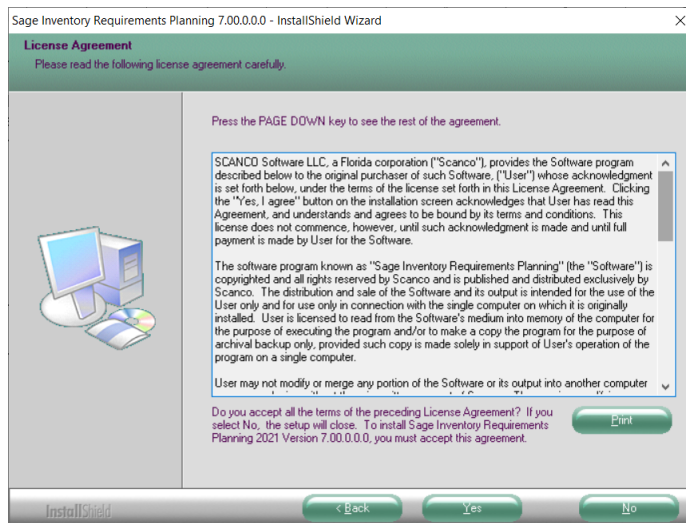 Sage Inventory Requirements Planning 7.00.0.0.0 - InstallShield Wizard
License Agreement
Please read the following license agreement carefully.
Press the PAGE DOWN key to see the rest of the agreement.
SCANCO Software LLC, a Florida corporation ("Scanco"), provides the Software program
described below to the original purchaser of such Software, ("User") whose acknowledgment
is set forth below, under the terms of the license set forth in this License Agreement. Clicking
the "Yes, I agree" button on the installation screen acknowledges that User has read this
Agreement, and understands and agrees to be bound by its terms and conditions. This
license does not commence, however, until such acknowledgment is made and until full
payment is made by User for the Software.
The software program known as "Sage Inventory Requirements Planning" (the "Software") is
copyrighted and all rights reserved by Scanco and is published and distributed exclusively by
Scanco. The distribution and sale of the Software and its output is intended for the use of the
User only and for use only in connection with the single computer on which it is originally
installed. User is licensed to read from the Software's medium into memory of the computer for
the purpose of executing the program and/or to make a copy the program for the purpose of
archival backup only, provided such copy is made solely in support of User's operation of the
program on a single computer.
User may not modify or merge any portion of the Software or its output into another computer
Do you accept all the terms of the preceding License Agreement? If you
select No, the setup will close. To install Sage Inventory Requirements
Planning 2021 Version 7.00.0.0.0, you must accept this agreement.
Print
InstallShield
< Back
Yes
No